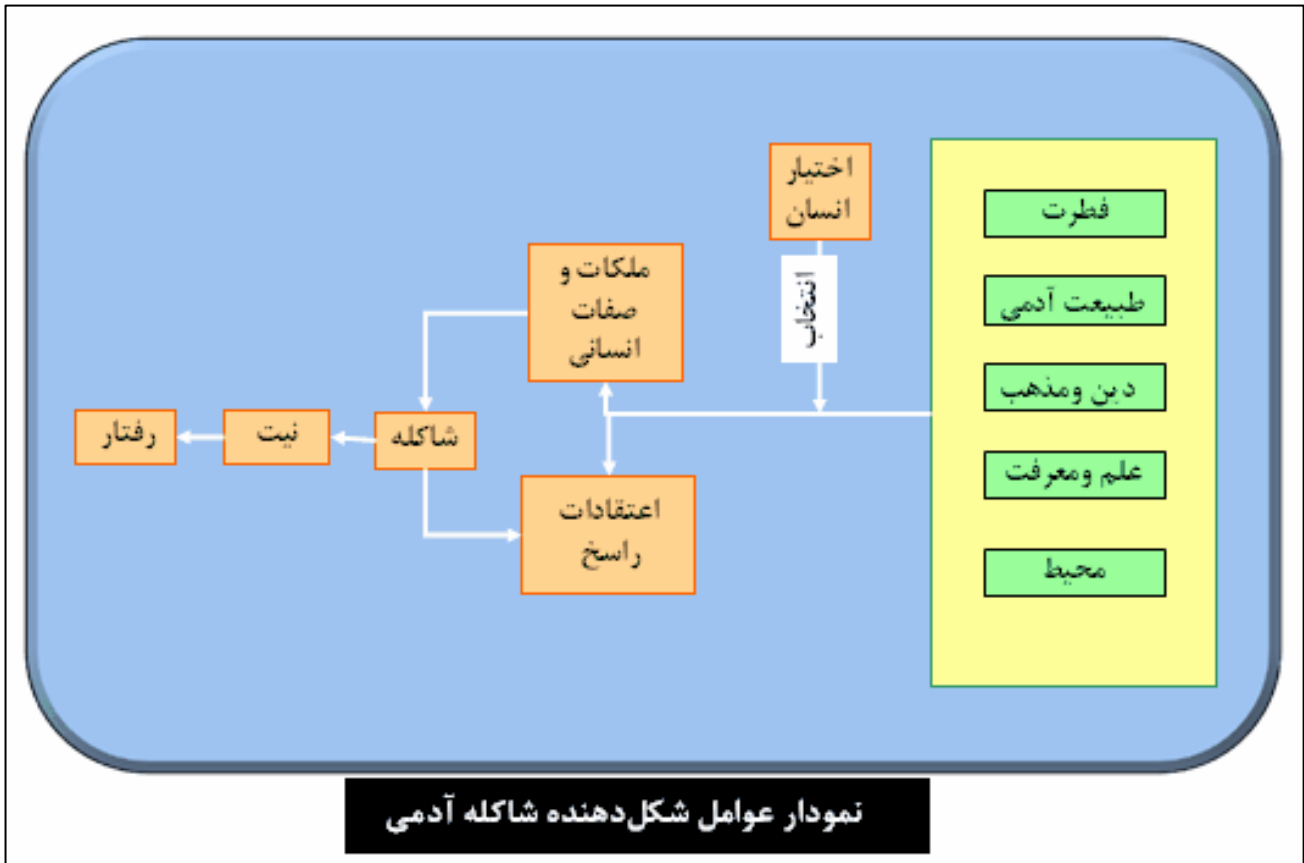 فطرت
طبیعت آدمی
دین ومذهب
علم ومعرفت
محیط
اختیار
انسان
انتخاب
ملکات و
صفات
انسانی
اعتقادات
راسخ
شاکله
نیت
رفتار
نمودار عوامل شکل‌دهنده شاکله آدمی